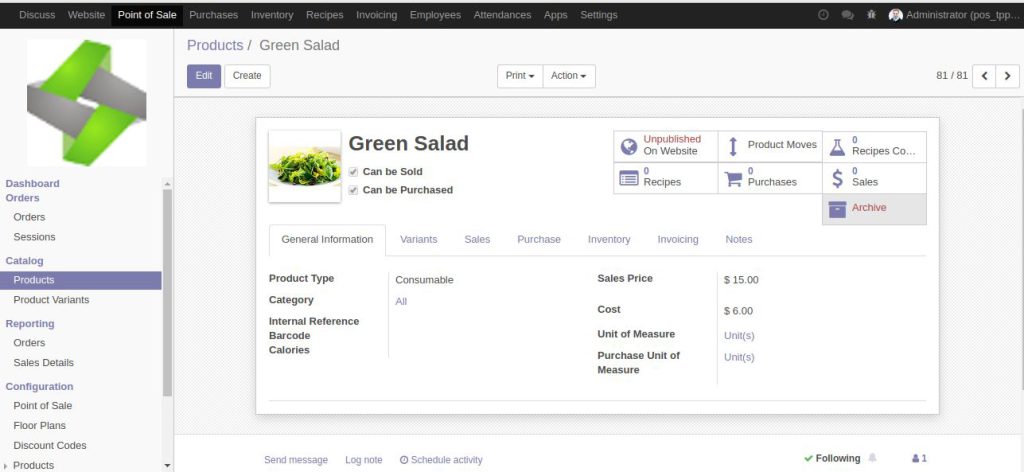 Discuss Website Point of Sale Purchases Inventory Recipes Invoicing Employees Attendances Apps Settings Administrator (pos_tpp...
Products / Green Salad
Edit Create Print Action 81 / 81
Dashboard
Orders
Orders
Sessions
Catalog
Products
Product Variants
Reporting
Orders
Sales Details
Configuration
Point of Sale
Floor Plans
Discount Codes
Products
Green Salad
Can be Sold
Can be Purchased
Unpublished
On Website
Product Moves
0
Recipes Co...
0
Recipes
0
Purchases
0
Sales
Archive
General Information Variants Sales Purchase Inventory Invoicing Notes
Product Type Consumable
Category All
Internal Reference
Barcode
Calories
Sales Price $ 15.00
Cost $ 6.00
Unit of Measure Unit(s)
Purchase Unit of Unit(s)
Measure
Send message Log note Schedule activity Following 1